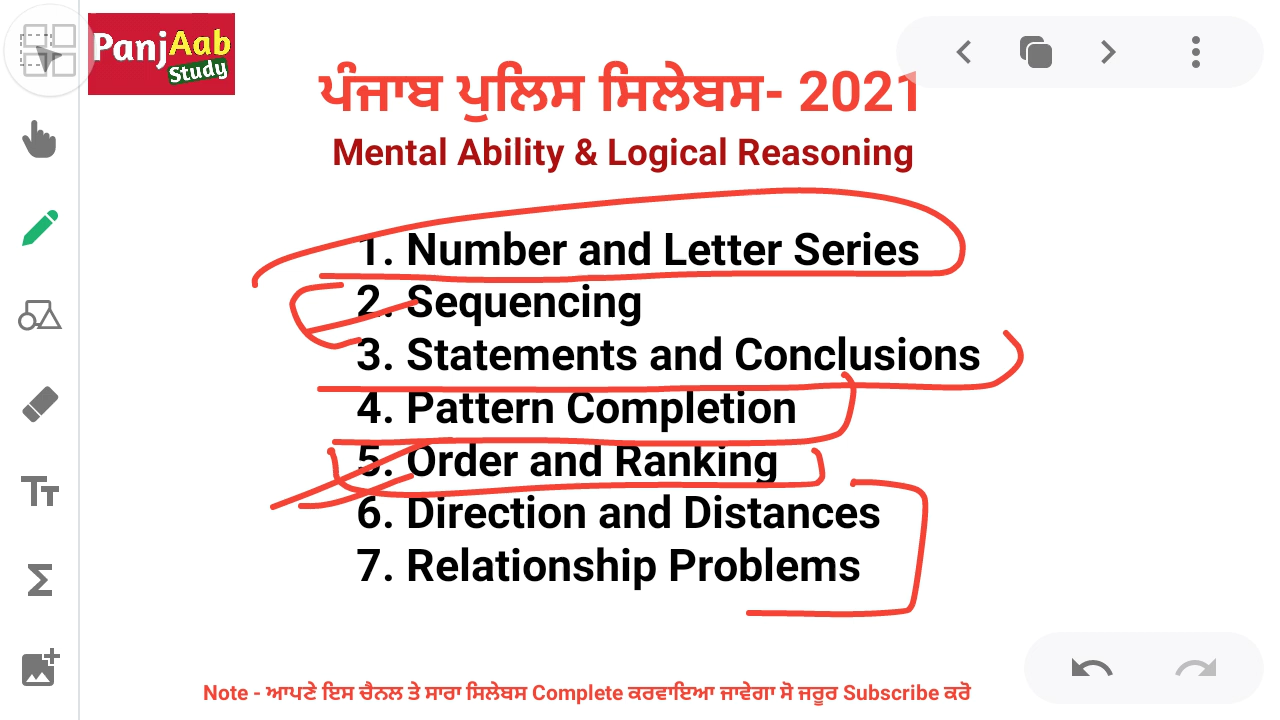 PanjAab
Study
ਪੰਜਾਬ ਪੁਲਿਸ ਸਿਲੇਬਸ- 2021
Mental Ability & Logical Reasoning
1. Number and Letter Series
2. Sequencing
3. Statements and Conclusions
4. Pattern Completion
5. Order and Ranking
6. Direction and Distances
7. Relationship Problems
Note - ਆਪਣੇ ਇਸ ਚੈਨਲ ਤੇ ਸਾਰਾ ਸਿਲੇਬਸ Complete ਕਰਵਾਇਆ ਜਾਵੇਗਾ ਸੋ ਜਰੂਰ Subscribe ਕਰੋ